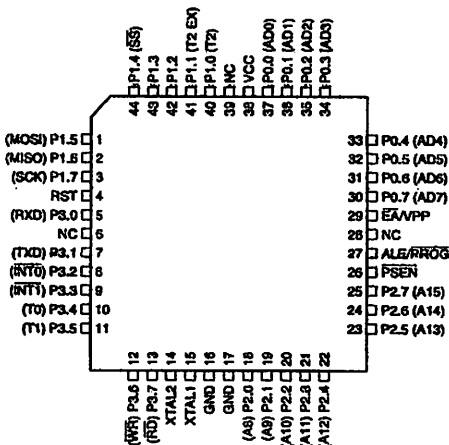 P1.4 (SS)
P1.3
P1.2
P1.1 (T2 EX)
P1.0 (T2)
NC
VCC
P0.0 (AD0)
P0.1 (AD1)
P0.2 (AD2)
P0.3 (AD3)
44 43 42 41 40 39 38 37 36 35 34
(MOSI) P1.5 1
(MISO) P1.6 2
(SCK) P1.7 3
RST 4
(RXD) P3.0 5
NC 6
(TXD) P3.1 7
(INT0) P3.2 8
(INT1) P3.3 9
(T0) P3.4 10
(T1) P3.5 11
33 P0.4 (AD4)
32 P0.5 (AD5)
31 P0.6 (AD6)
30 P0.7 (AD7)
29 EA/VPP
28 NC
27 ALE/PROG
26 PSEN
25 P2.7 (A15)
24 P2.6 (A14)
23 P2.5 (A13)
12 13 14 15 16 17 18 19 20 21 22
(WR) P3.6
(RD) P3.7
XTAL2
XTAL1
GND
GND
(A8) P2.0
(A9) P2.1
(A10) P2.2
(A11) P2.3
(A12) P2.4